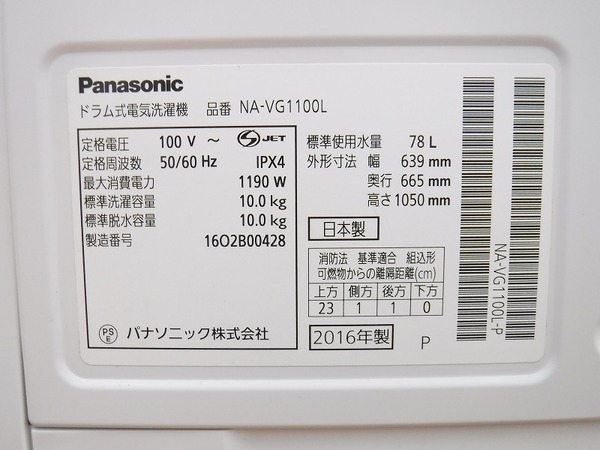 Panasonic
ドラム式電気洗濯機 品番 NA-VG1100L
定格電圧 100 V ～ S JET
定格周波数 50/60 Hz IPX4
最大消費電力 1190 W
標準洗濯容量 10.0 kg
標準脱水容量 10.0 kg
製造番号 16O2B00428
PS E パナソニック株式会社
標準使用水量 78 L
外形寸法 幅 639 mm
奥行 665 mm
高さ 1050 mm
日本製
消防法 基準適合 組込形
可燃物からの離隔距離(cm)
上方 側方 後方 下方
23 1 1 0
2016年製 P
NA-VG1100L-P